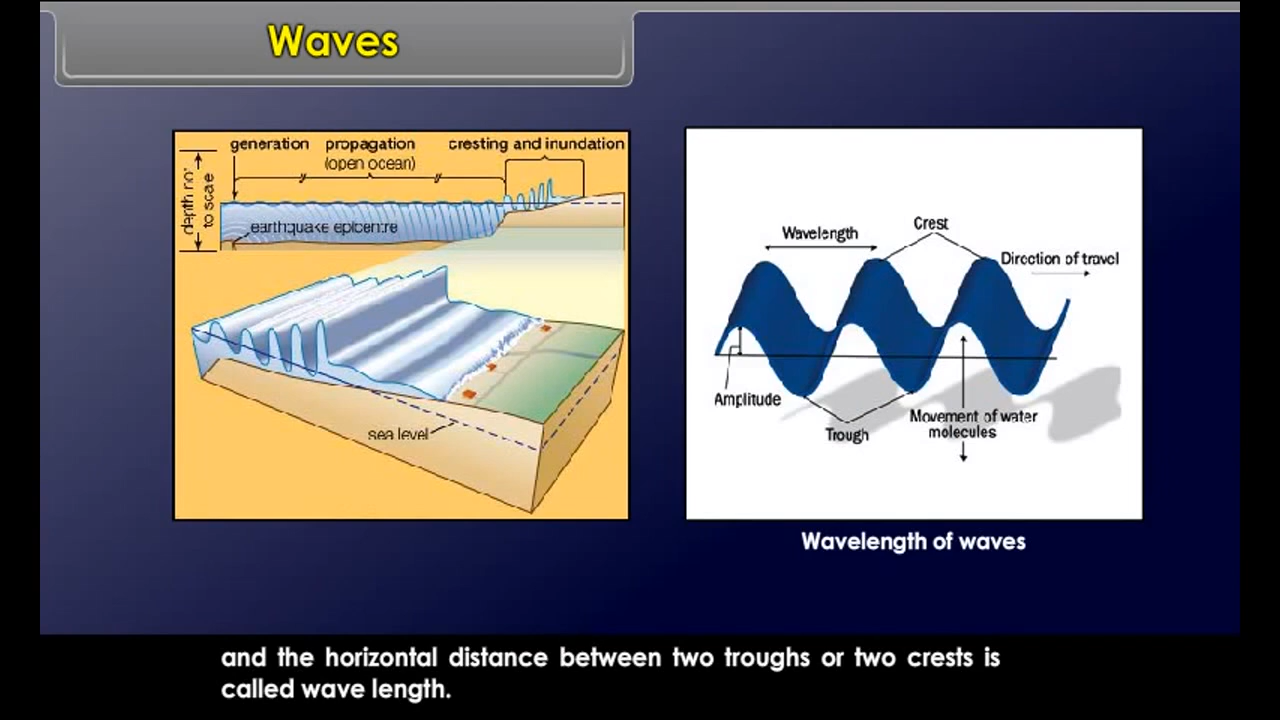 Waves
generation propagation cresting and inundation
(open ocean)
depth not
to scale
earthquake epicentre
sea level
Crest
Wavelength
Direction of travel
Amplitude
Trough
Movement of water
molecules
Wavelength of waves
and the horizontal distance between two troughs or two crests is
called wave length.